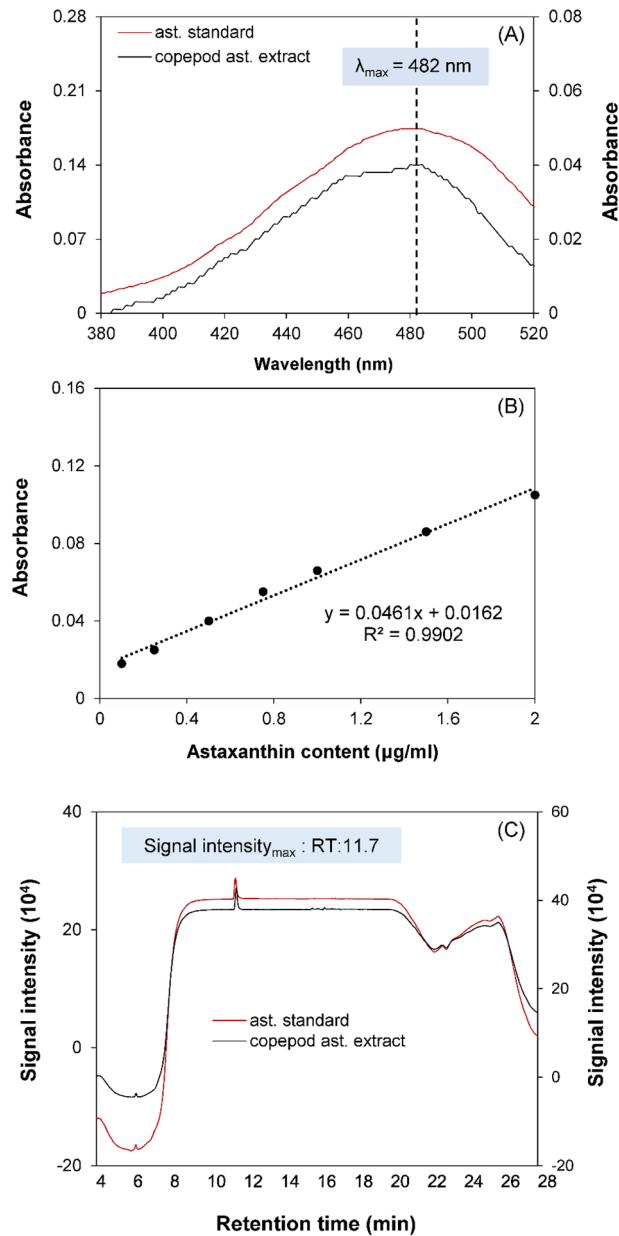 0.28
0.21
0.14
0.07
0
Absorbance
ast. standard
copepod ast. extract
(A)
λmax = 482 nm
0.08
0.06
0.04
0.02
0
Absorbance
380 400 420 440 460 480 500 520
Wavelength (nm)
0.16
0.12
0.08
0.04
0
Absorbance
(B)
y = 0.0461x + 0.0162
R² = 0.9902
0 0.4 0.8 1.2 1.6 2
Astaxanthin content (µg/ml)
40
20
0
-20
Signal intensity (10⁴)
(C)
Signal intensitymax : RT:11.7
ast. standard
copepod ast. extract
60
40
20
0
-20
Signial intensity (10⁴)
4 6 8 10 12 14 16 18 20 22 24 26 28
Retention time (min)